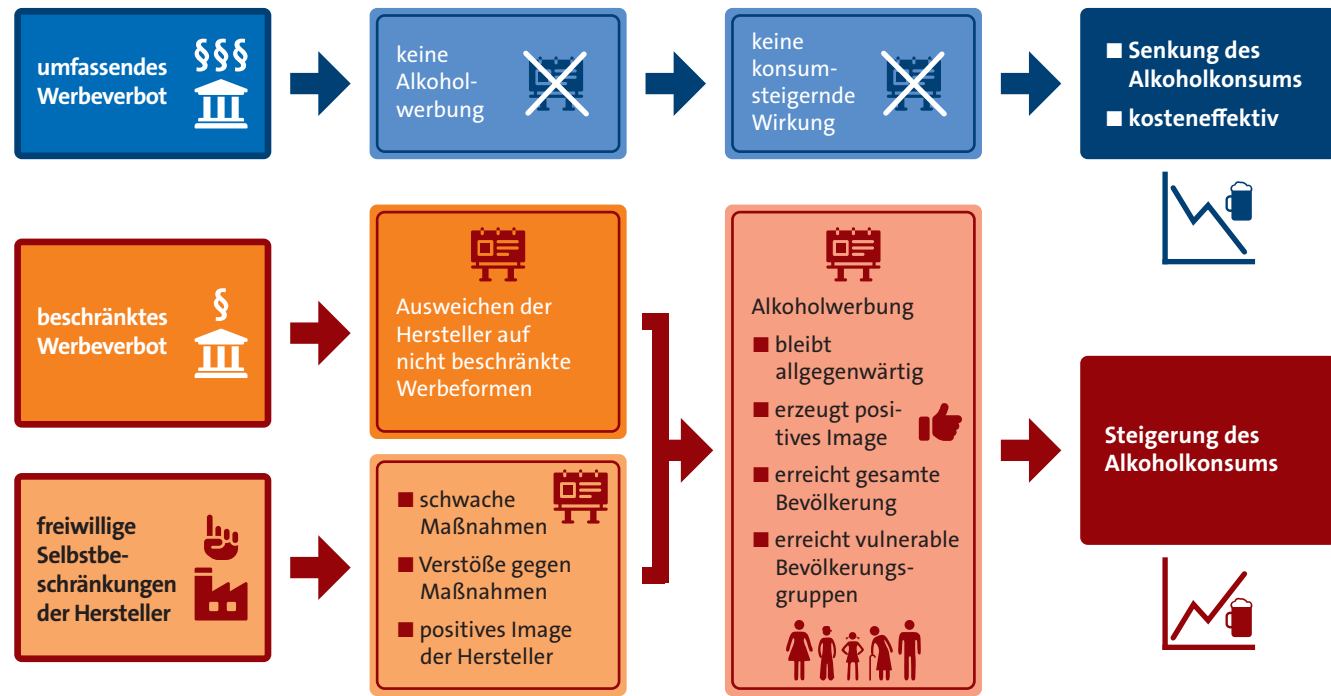 umfassendes
Werbeverbot
§§§
keine
Alkohol-
werbung
keine
konsum-
steigernde
Wirkung
■ Senkung des
Alkoholkonsums
■ kosteneffektiv
beschränktes
Werbeverbot
§
Ausweichen der
Hersteller auf
nicht beschränkte
Werbeformen
freiwillige
Selbstbe-
schränkungen
der Hersteller
■ schwache
Maßnahmen
■ Verstöße gegen
Maßnahmen
■ positives Image
der Hersteller
Alkoholwerbung
■ bleibt
allgegenwärtig
■ erzeugt posi-
tives Image
■ erreicht gesamte
Bevölkerung
■ erreicht vulnerable
Bevölkerungs-
gruppen
Steigerung des
Alkoholkonsums